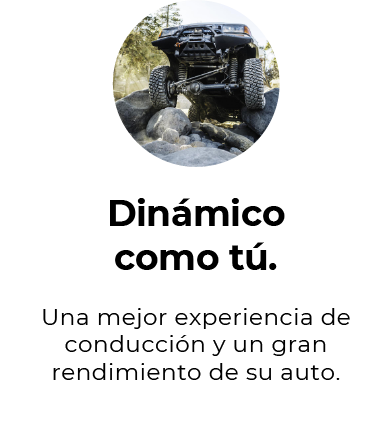 Dinámico
como tú.
Una mejor experiencia de
conducción y un gran
rendimiento de su auto.